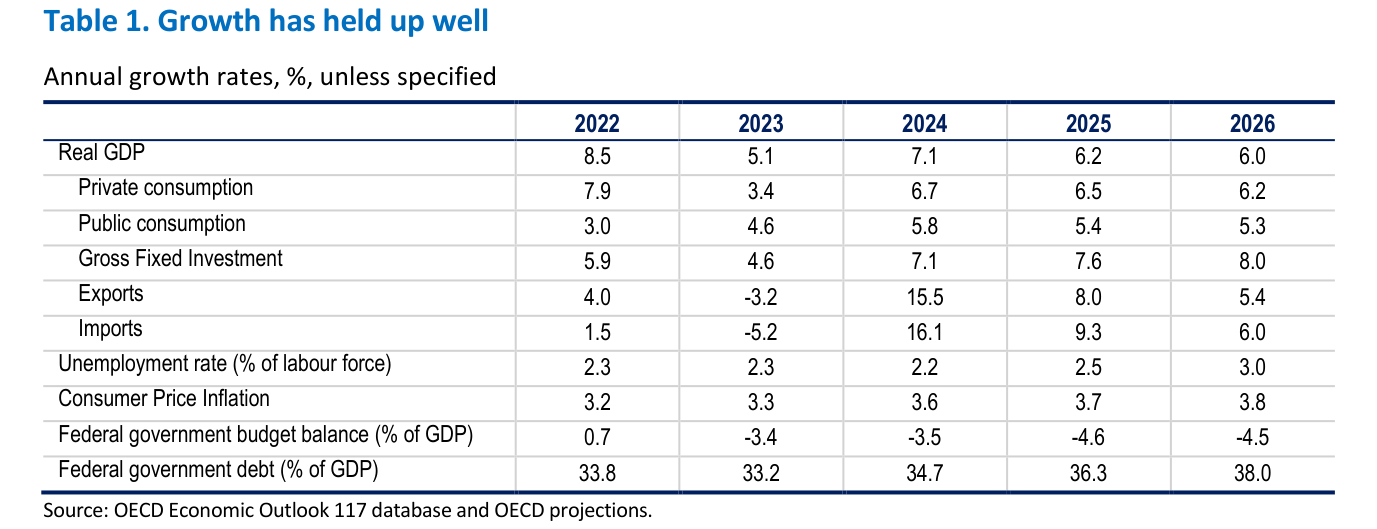 Table 1. Growth has held up well
Annual growth rates, %, unless specified
2022 2023 2024 2025 2026
Real GDP 8.5 5.1 7.1 6.2 6.0
Private consumption 7.9 3.4 6.7 6.5 6.2
Public consumption 3.0 4.6 5.8 5.4 5.3
Gross Fixed Investment 5.9 4.6 7.1 7.6 8.0
Exports 4.0 -3.2 15.5 8.0 5.4
Imports 1.5 -5.2 16.1 9.3 6.0
Unemployment rate (% of labour force) 2.3 2.3 2.2 2.5 3.0
Consumer Price Inflation 3.2 3.3 3.6 3.7 3.8
Federal government budget balance (% of GDP) 0.7 -3.4 -3.5 -4.6 -4.5
Federal government debt (% of GDP) 33.8 33.2 34.7 36.3 38.0
Source: OECD Economic Outlook 117 database and OECD projections.